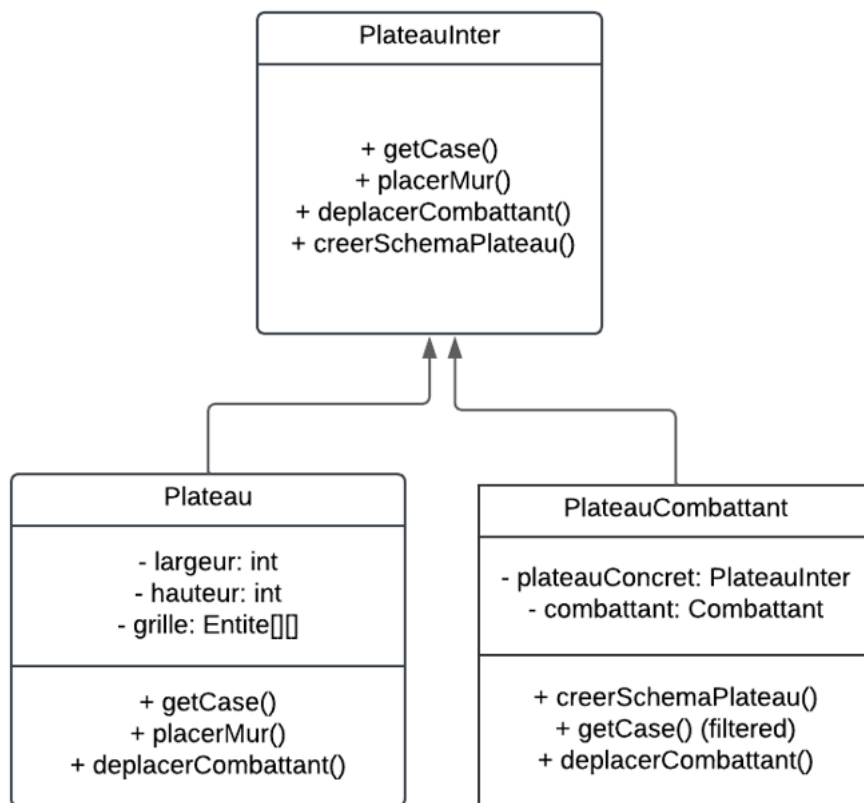 PlateauInter
+ getCase()
+ placerMur()
+ deplacerCombattant()
+ creerSchemaPlateau()
Plateau
- largeur: int
- hauteur: int
- grille: Entite[][]
+ getCase()
+ placerMur()
+ deplacerCombattant()
PlateauCombattant
- plateauConcret: PlateauInter
- combattant: Combattant
+ creerSchemaPlateau()
+ getCase() (filtered)
+ deplacerCombattant()